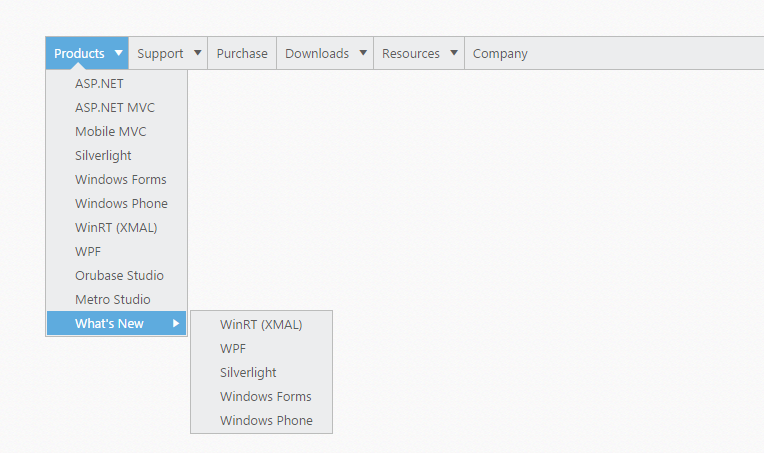 Products
Support
Purchase
Downloads
Resources
Company
ASP.NET
ASP.NET MVC
Mobile MVC
Silverlight
Windows Forms
Windows Phone
WinRT (XMAL)
WPF
Orubase Studio
Metro Studio
What's New
WinRT (XMAL)
WPF
Silverlight
Windows Forms
Windows Phone